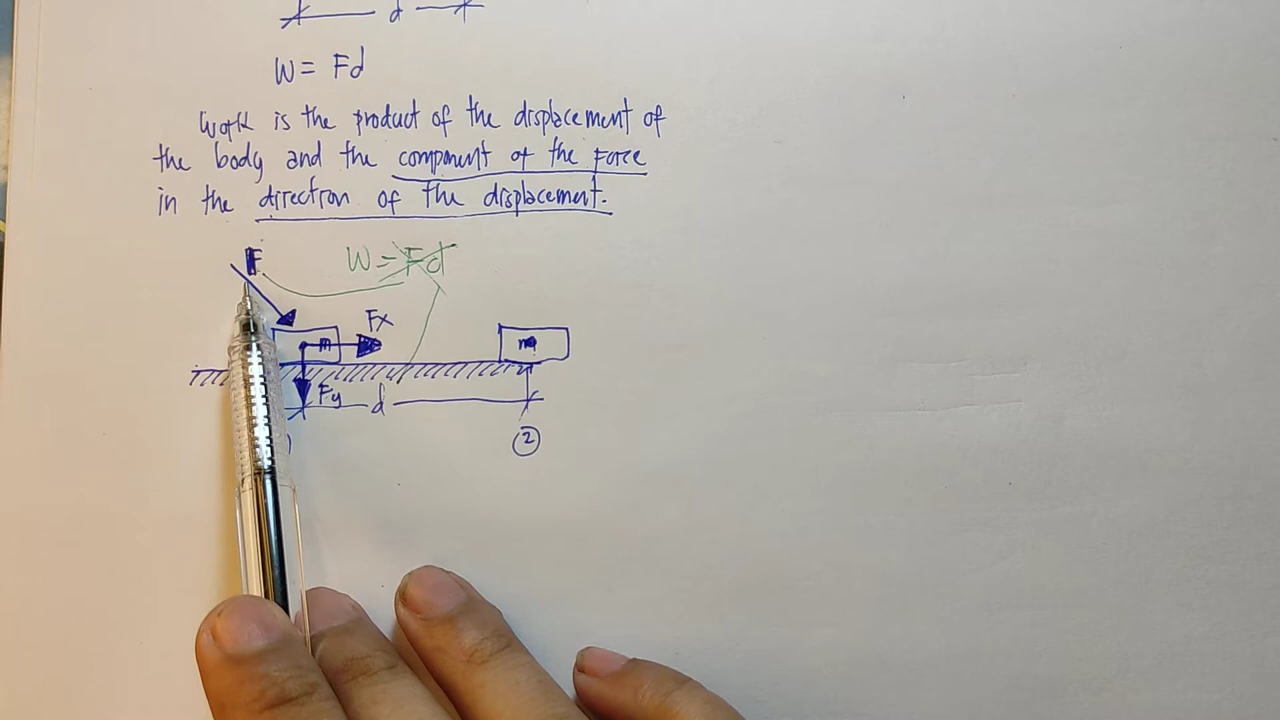 d
W = Fd
Work is the product of the displacement of
the body and the component of the Force
in the direction of the displacement.
F
W = Fd
Fx
m
m
Fy
d
2